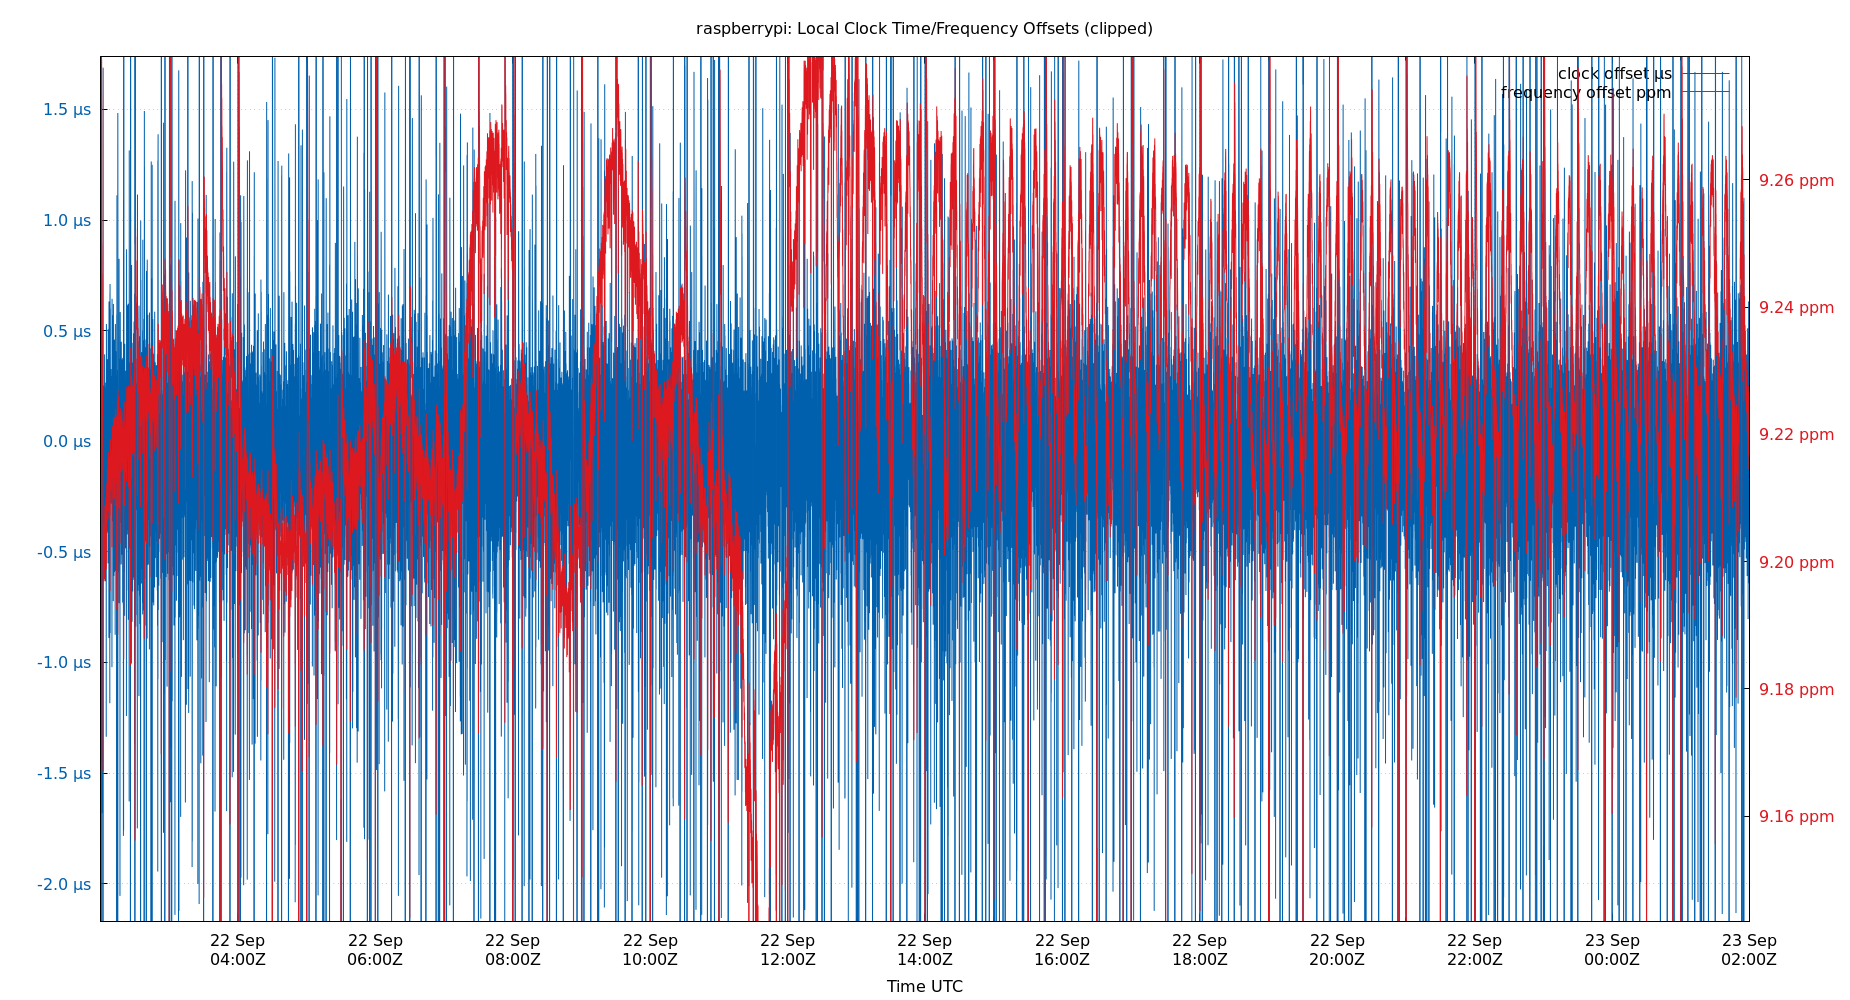 raspberrypi: Local Clock Time/Frequency Offsets (clipped)
clock offset µs
frequency offset ppm
1.5 µs
1.0 µs
0.5 µs
0.0 µs
-0.5 µs
-1.0 µs
-1.5 µs
-2.0 µs
9.26 ppm
9.24 ppm
9.22 ppm
9.20 ppm
9.18 ppm
9.16 ppm
22 Sep 22 Sep 22 Sep 22 Sep 22 Sep 22 Sep 22 Sep 22 Sep 22 Sep 22 Sep 23 Sep 23 Sep
04:00Z 06:00Z 08:00Z 10:00Z 12:00Z 14:00Z 16:00Z 18:00Z 20:00Z 22:00Z 00:00Z 02:00Z
Time UTC